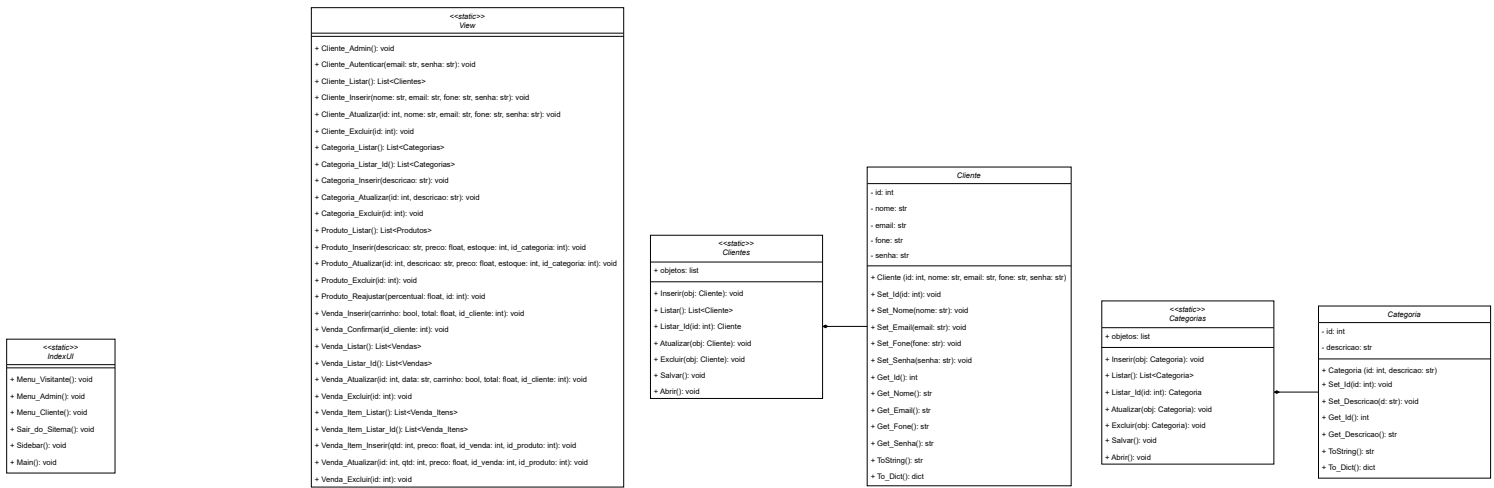 <<static>>
IndexUI
+ Menu_Visitante(): void
+ Menu_Admin(): void
+ Menu_Cliente(): void
+ Sair_do_Sitema(): void
+ Sidebar(): void
+ Main(): void
<<static>>
View
+ Cliente_Admin(): void
+ Cliente_Autenticar(email: str, senha: str): void
+ Cliente_Listar(): List<Clientes>
+ Cliente_Inserir(nome: str, email: str, fone: str, senha: str): void
+ Cliente_Atualizar(id: int, nome: str, email: str, fone: str, senha: str): void
+ Cliente_Excluir(id: int): void
+ Categoria_Listar(): List<Categorias>
+ Categoria_Listar_Id(): List<Categorias>
+ Categoria_Inserir(descricao: str): void
+ Categoria_Atualizar(id: int, descricao: str): void
+ Categoria_Excluir(id: int): void
+ Produto_Listar(): List<Produtos>
+ Produto_Inserir(descricao: str, preco: float, estoque: int, id_categoria: int): void
+ Produto_Atualizar(id: int, descricao: str, preco: float, estoque: int, id_categoria: int): void
+ Produto_Excluir(id: int): void
+ Produto_Reajustar(percentual: float, id: int): void
+ Venda_Inserir(carrinho: bool, total: float, id_cliente: int): void
+ Venda_Confirmar(id_cliente: int): void
+ Venda_Listar(): List<Vendas>
+ Venda_Listar_Id(): List<Vendas>
+ Venda_Atualizar(id: int, data: str, carrinho: bool, total: float, id_cliente: int): void
+ Venda_Excluir(id: int): void
+ Venda_Item_Listar(): List<Venda_Itens>
+ Venda_Item_Listar_Id(): List<Venda_Itens>
+ Venda_Item_Inserir(qtd: int, preco: float, id_venda: int, id_produto: int): void
+ Venda_Atualizar(id: int, qtd: int, preco: float, id_venda: int, id_produto: int): void
+ Venda_Excluir(id: int): void
<<static>>
Clientes
+ objetos: list
+ Inserir(obj: Cliente): void
+ Listar(): List<Cliente>
+ Listar_Id(id: int): Cliente
+ Atualizar(obj: Cliente): void
+ Excluir(obj: Cliente): void
+ Salvar(): void
+ Abrir(): void
Cliente
- id: int
- nome: str
- email: str
- fone: str
- senha: str
+ Cliente (id: int, nome: str, email: str, fone: str, senha: str)
+ Set_Id(id: int): void
+ Set_Nome(nome: str): void
+ Set_Email(email: str): void
+ Set_Fone(fone: str): void
+ Set_Senha(senha: str): void
+ Get_Id(): int
+ Get_Nome(): str
+ Get_Email(): str
+ Get_Fone(): str
+ Get_Senha(): str
+ ToString(): str
+ To_Dict(): dict
<<static>>
Categorias
+ objetos: list
+ Inserir(obj: Categoria): void
+ Listar(): List<Categoria>
+ Listar_Id(id: int): Categoria
+ Atualizar(obj: Categoria): void
+ Excluir(obj: Categoria): void
+ Salvar(): void
+ Abrir(): void
Categoria
- id: int
- descricao: str
+ Categoria (id: int, descricao: str)
+ Set_Id(id: int): void
+ Set_Descricao(d: str): void
+ Get_Id(): int
+ Get_Descricao(): str
+ ToString(): str
+ To_Dict(): dict